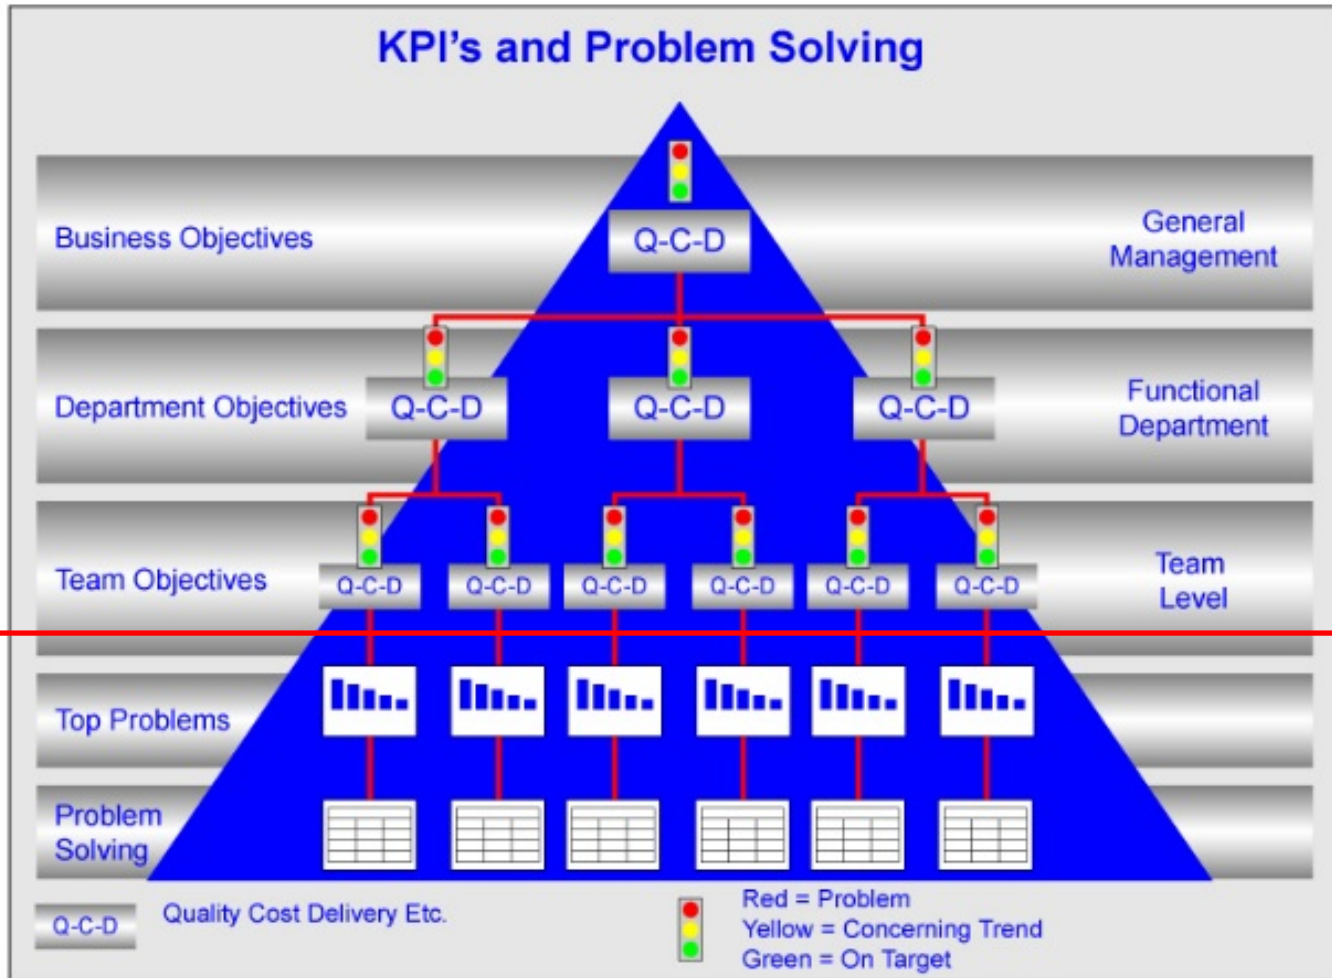 KPI's and Problem Solving
Business Objectives
Q-C-D
General
Management
Department Objectives
Q-C-D
Q-C-D
Q-C-D
Functional
Department
Team Objectives
Q-C-D
Q-C-D
Q-C-D
Q-C-D
Q-C-D
Q-C-D
Team
Level
Top Problems
Problem
Solving
Q-C-D
Quality Cost Delivery Etc.
Red = Problem
Yellow = Concerning Trend
Green = On Target